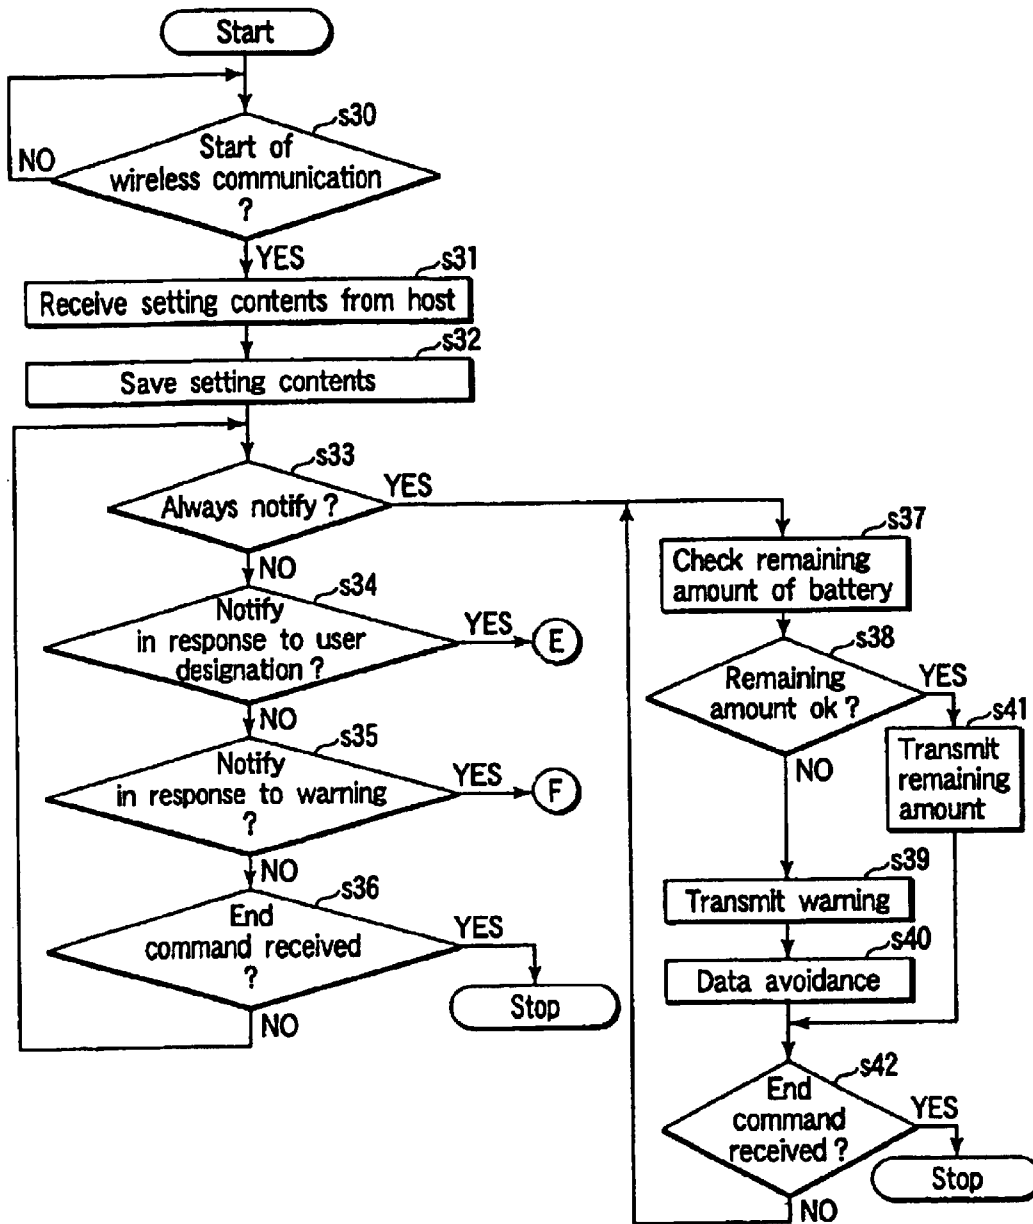 Start
s30
Start of
wireless communication
?
NO
YES
s31
Receive setting contents from host
s32
Save setting contents
s33
Always notify?
YES
NO
s34
Notify
in response to user
designation?
YES
E
NO
s35
Notify
in response to warning
?
YES
F
NO
s36
End
command received
?
YES
Stop
NO
s37
Check remaining
amount of battery
s38
Remaining
amount ok?
YES
s41
Transmit
remaining
amount
NO
s39
Transmit warning
s40
Data avoidance
s42
End
command
received?
YES
Stop
NO